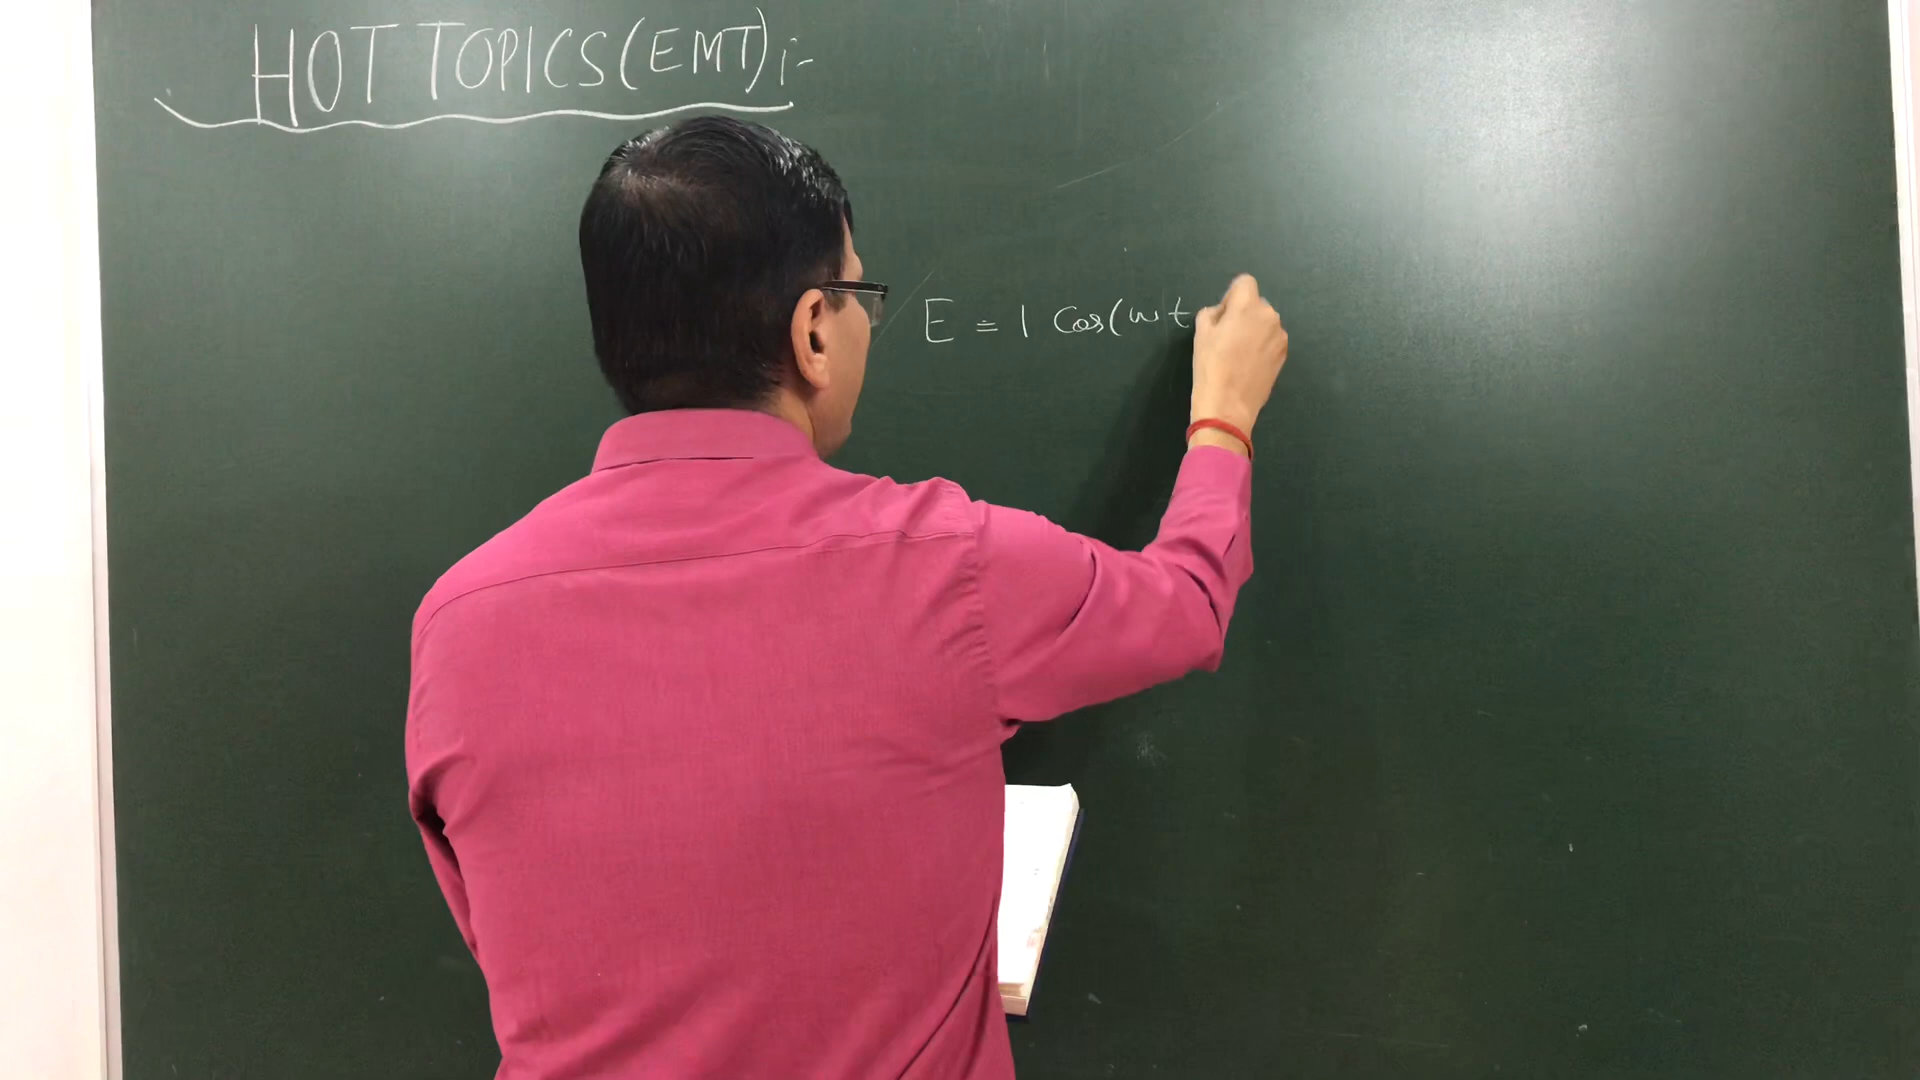 HOT TOPICS (EMT) :-
E = 1 Cos(ωt